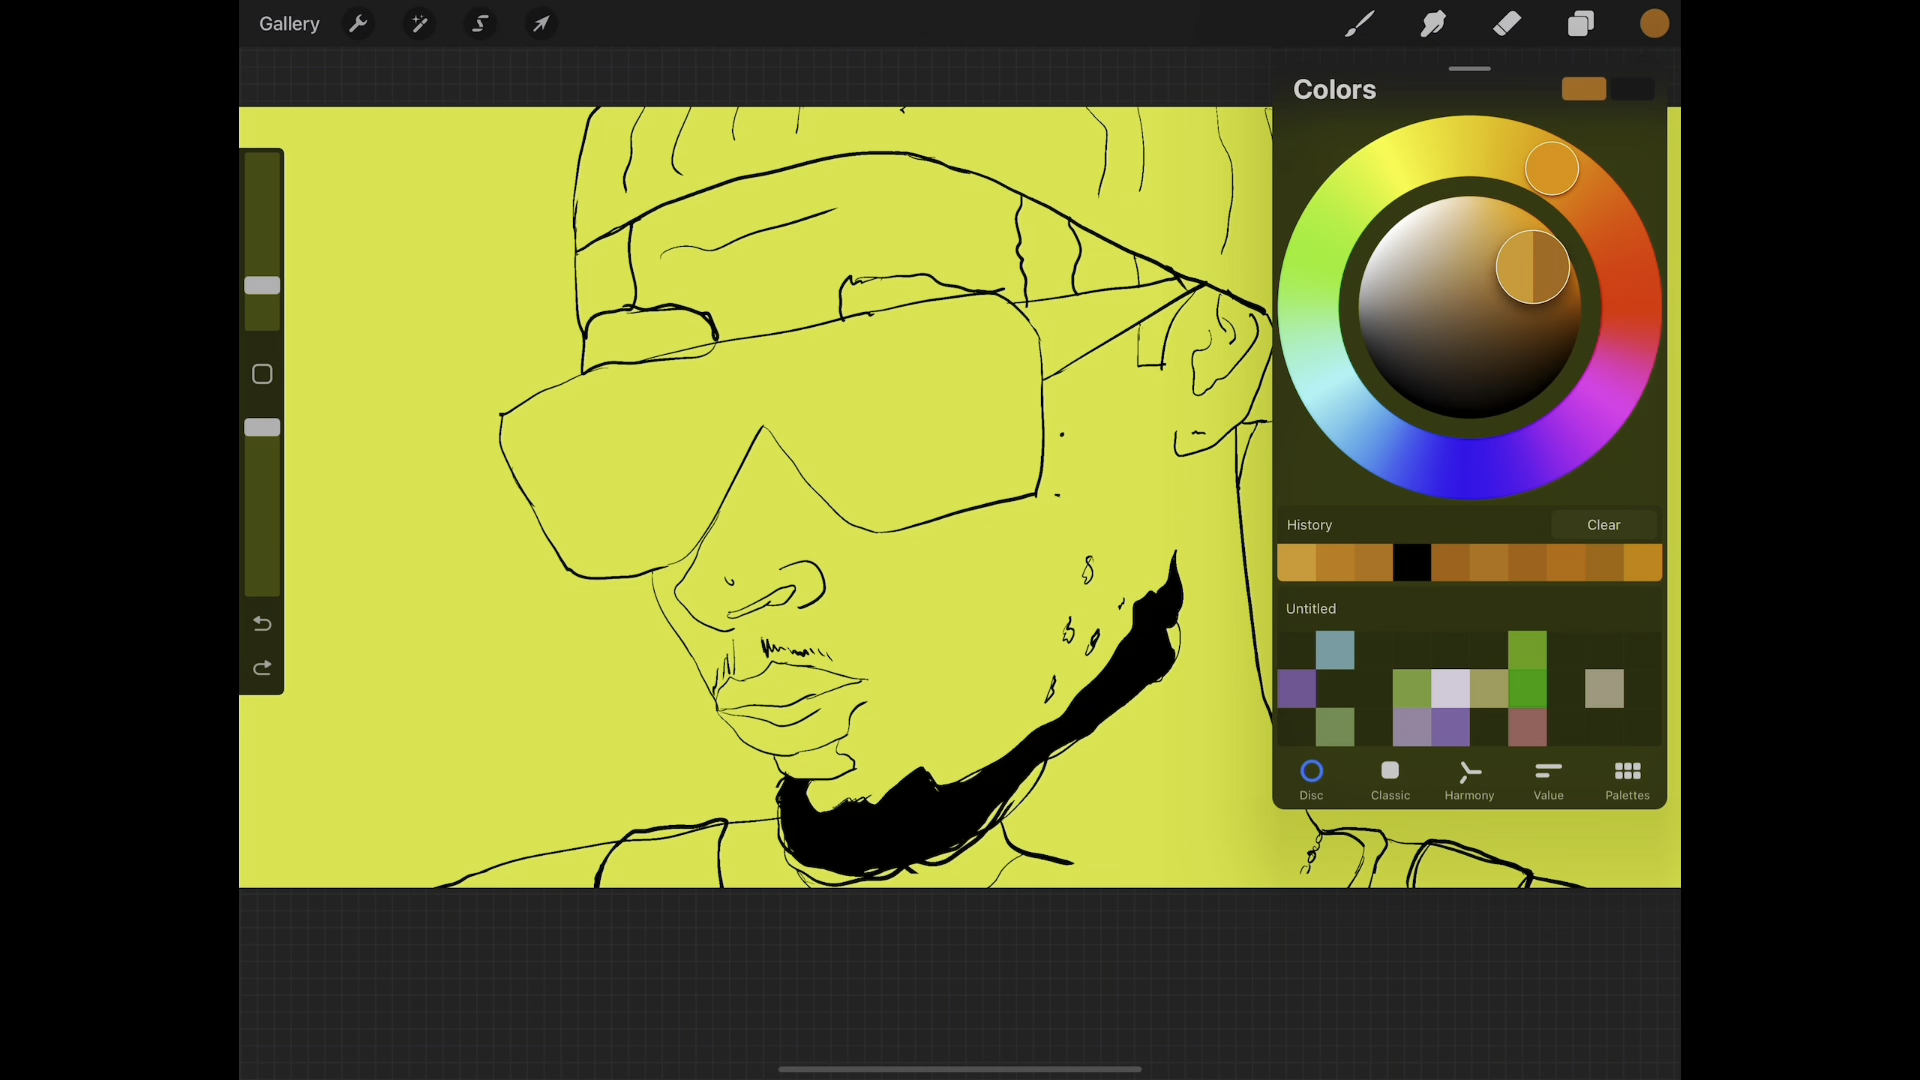 Gallery
Colors
History
Clear
Untitled
Disc
Classic
Harmony
Value
Palettes